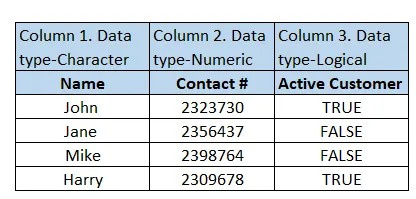 Column 1. Data Column 2. Data Column 3. Data
type-Character type-Numeric type-Logical
Name Contact # Active Customer
John 2323730 TRUE
Jane 2356437 FALSE
Mike 2398764 FALSE
Harry 2309678 TRUE